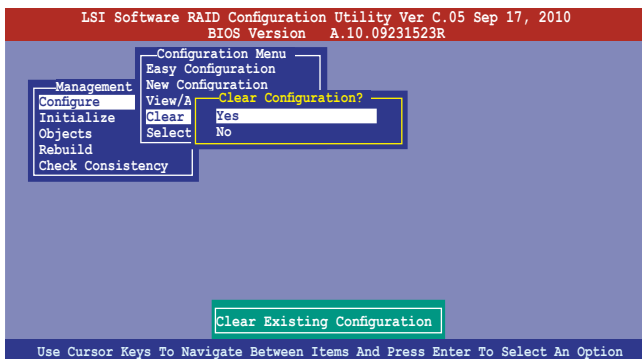 LSI Software RAID Configuration Utility Ver C.05 Sep 17, 2010
BIOS Version A.10.09231523R
Configuration Menu
Easy Configuration
New Configuration
View/A
Clear
Select
Management
Configure
Initialize
Objects
Rebuild
Check Consistency
Clear Configuration?
Yes
No
Clear Existing Configuration
Use Cursor Keys To Navigate Between Items And Press Enter To Select An Option